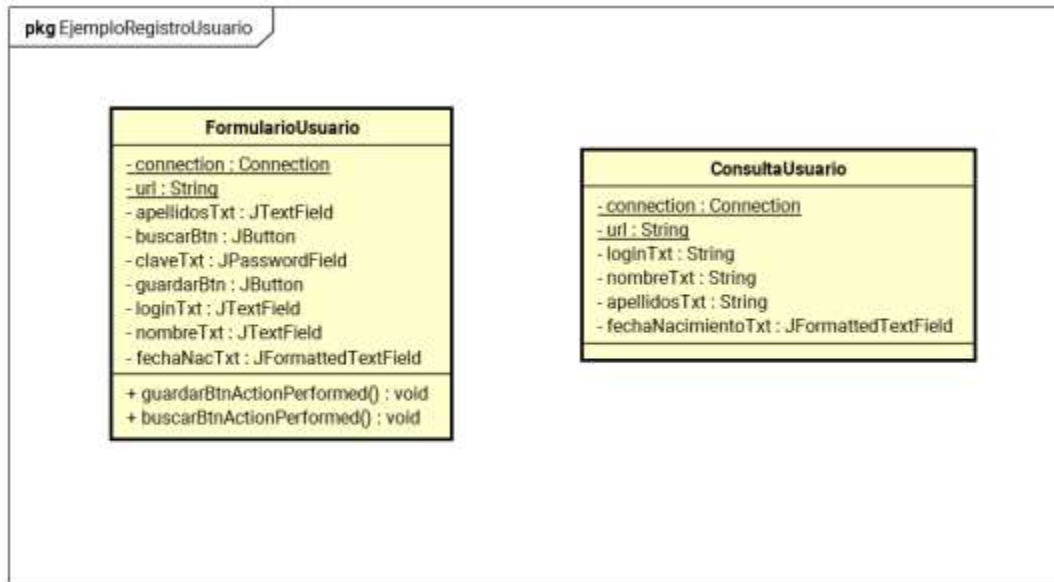 pkg EjemploRegistroUsuario
FormularioUsuario
- connection : Connection
- url : String
- apellidosTxt : JTextField
- buscarBtn : JButton
- claveTxt : JPasswordField
- guardarBtn : JButton
- loginTxt : JTextField
- nombreTxt : JTextField
- fechaNacTxt : JFormattedTextField
+ guardarBtnActionPerformed() : void
+ buscarBtnActionPerformed() : void
ConsultaUsuario
- connection : Connection
- url : String
- loginTxt : String
- nombreTxt : String
- apellidosTxt : String
- fechaNacimientoTxt : JFormattedTextField